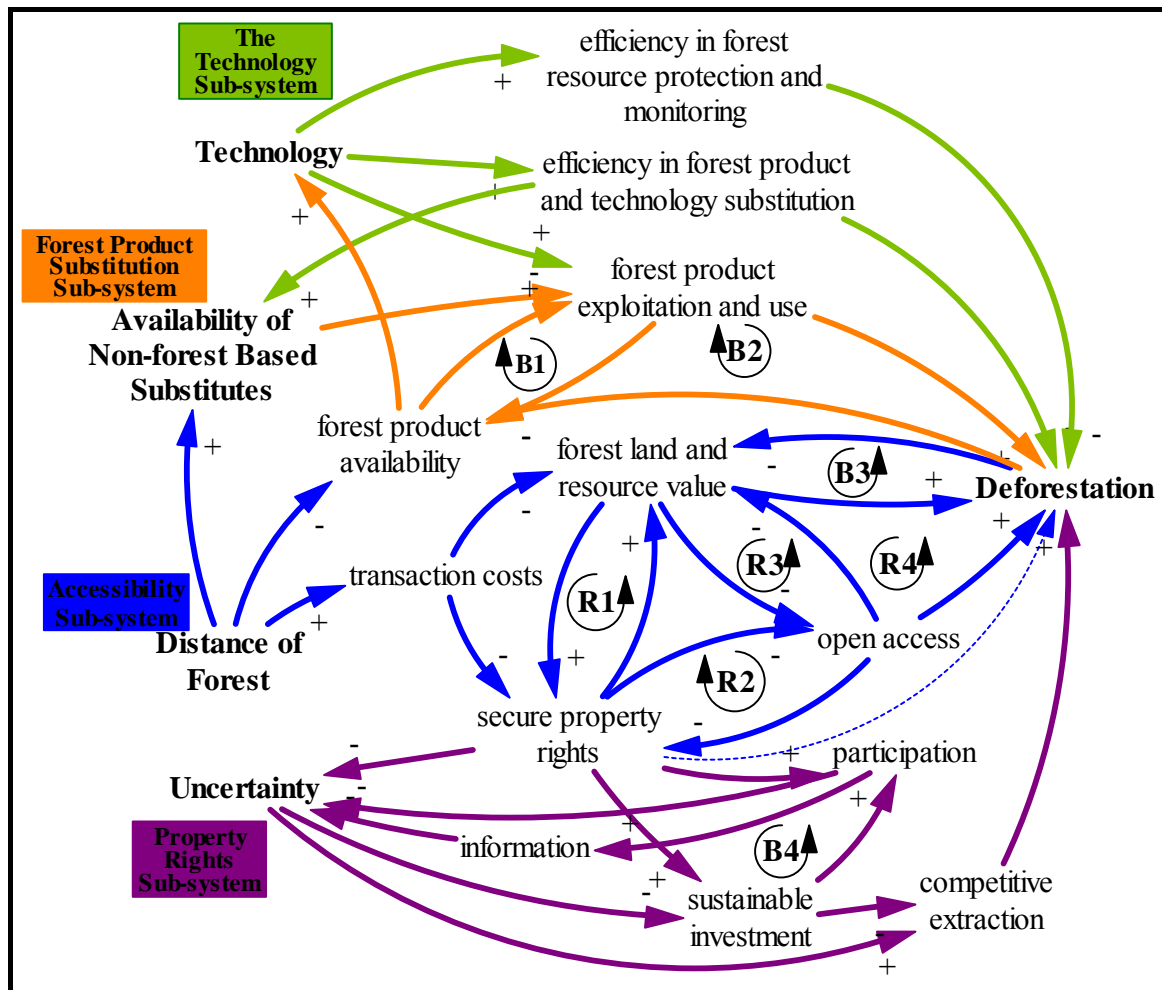 The
Technology
Sub-system
efficiency in forest
resource protection and
monitoring
+
Technology
efficiency in forest product
and technology substitution
+
+
+
Forest Product
Substitution
Sub-system
-
+
forest product
exploitation and use
+
Availability of
Non-forest Based
Substitutes
B1
B2
forest product
availability
-
forest land and
resource value
-
+
+
-
-
B3
Deforestation
+
-
-
-
+
+
+
R3
R4
Accessibility
Sub-system
transaction costs
+
R1
-
open access
Distance of
Forest
-
+
-
R2
secure property
rights
-
+
participation
-
Uncertainty
-
-
+
+
information
B4
Property
Rights
Sub-system
-
+
sustainable
investment
competitive
extraction
-
+